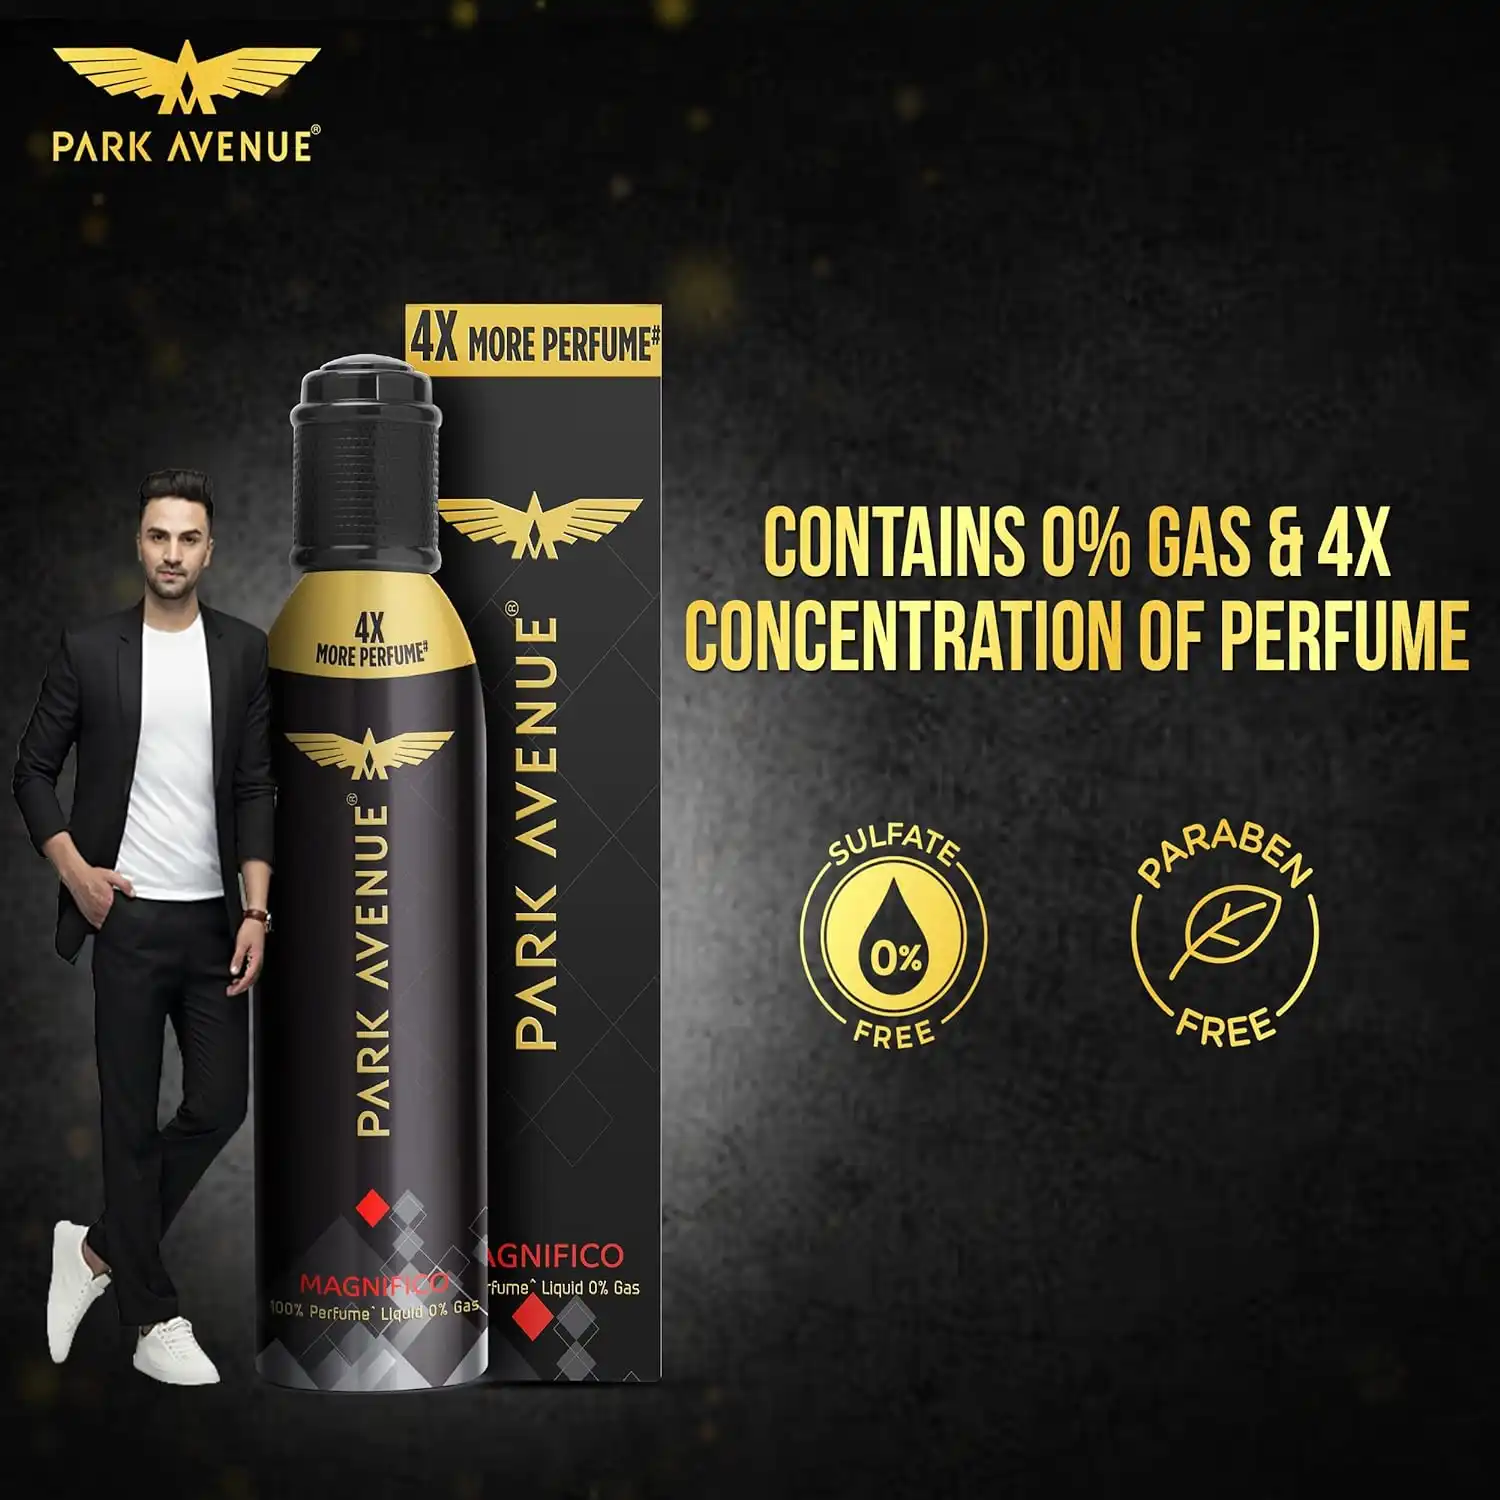 PARK AVENUE®
4X MORE PERFUME#
4X
MORE PERFUME#
PARK AVENUE®
PARK AVENUE®
CONTAINS 0% GAS & 4X
CONCENTRATION OF PERFUME
SULFATE
0%
FREE
PARABEN
FREE
MAGNIFICO
100% Perfume^ Liquid 0% Gas
AGNIFICO
rfume^ Liquid 0% Gas